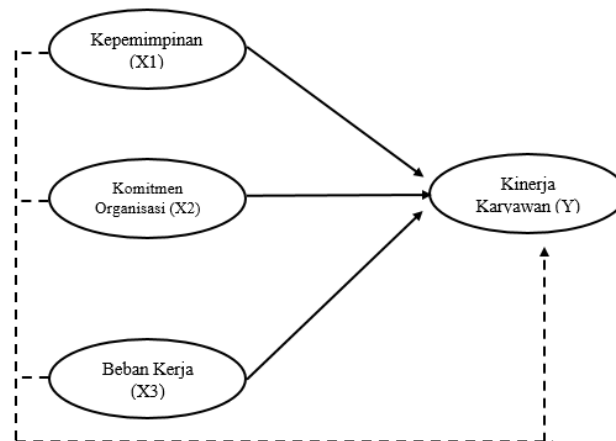 Kepemimpinan
(X1)
Komitmen
Organisasi (X2)
Kinerja
Karyawan (Y)
Beban Kerja
(X3)